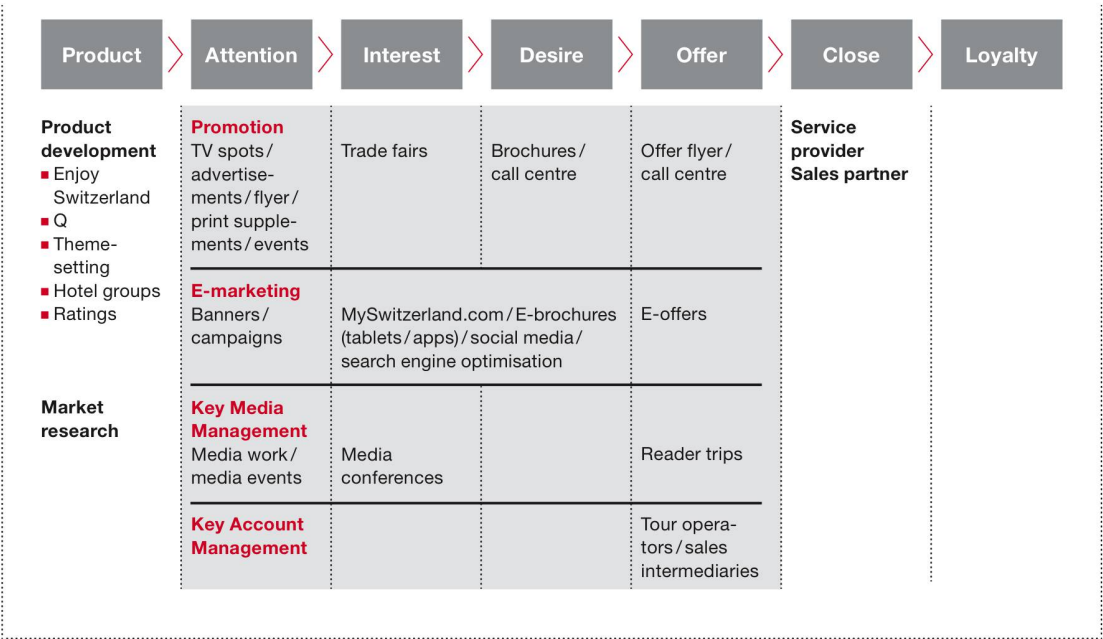 Product
Attention
Interest
Desire
Offer
Close
Loyalty
Product
development
Enjoy
Switzerland
Q
Theme-
setting
Hotel groups
Ratings
Market
research
Promotion
TV spots/
advertise-
ments/flyer/
print supple-
ments/events
Trade fairs
Brochures/
call centre
Offer flyer/
call centre
E-marketing
Banners/
campaigns
MySwitzerland.com/E-brochures
(tablets/apps)/social media/
search engine optimisation
E-offers
Key Media
Management
Media work/
media events
Media
conferences
Reader trips
Key Account
Management
Tour opera-
tors/sales
intermediaries
Service
provider
Sales partner